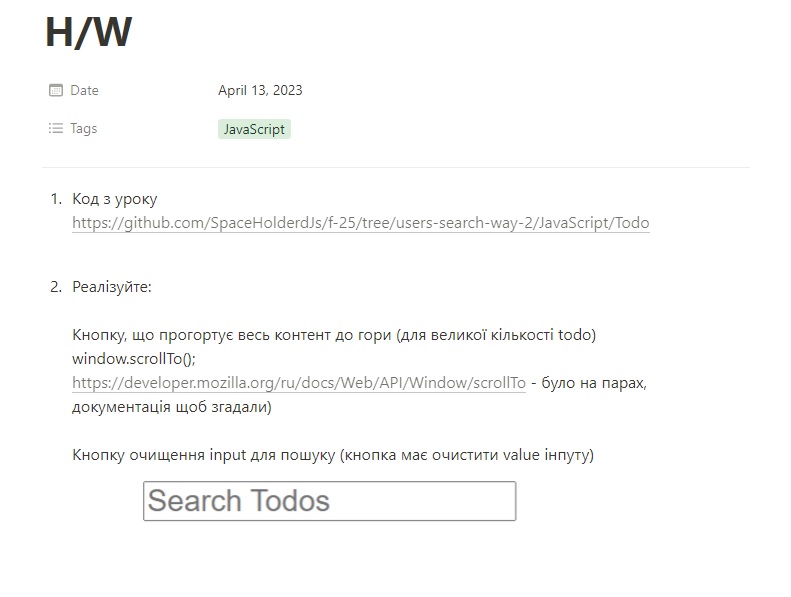 H/W
Date April 13, 2023
Tags JavaScript
1. Код з уроку
https://github.com/SpaceHolderdJs/f-25/tree/users-search-way-2/JavaScript/Todo
2. Реалізуйте:
Кнопку, що прогортує весь контент до гори (для великої кількості todo)
window.scrollTo();
https://developer.mozilla.org/ru/docs/Web/API/Window/scrollTo - було на парах,
документація щоб згадали)
Кнопку очищення input для пошуку (кнопка має очистити value інпуту)
Search Todos